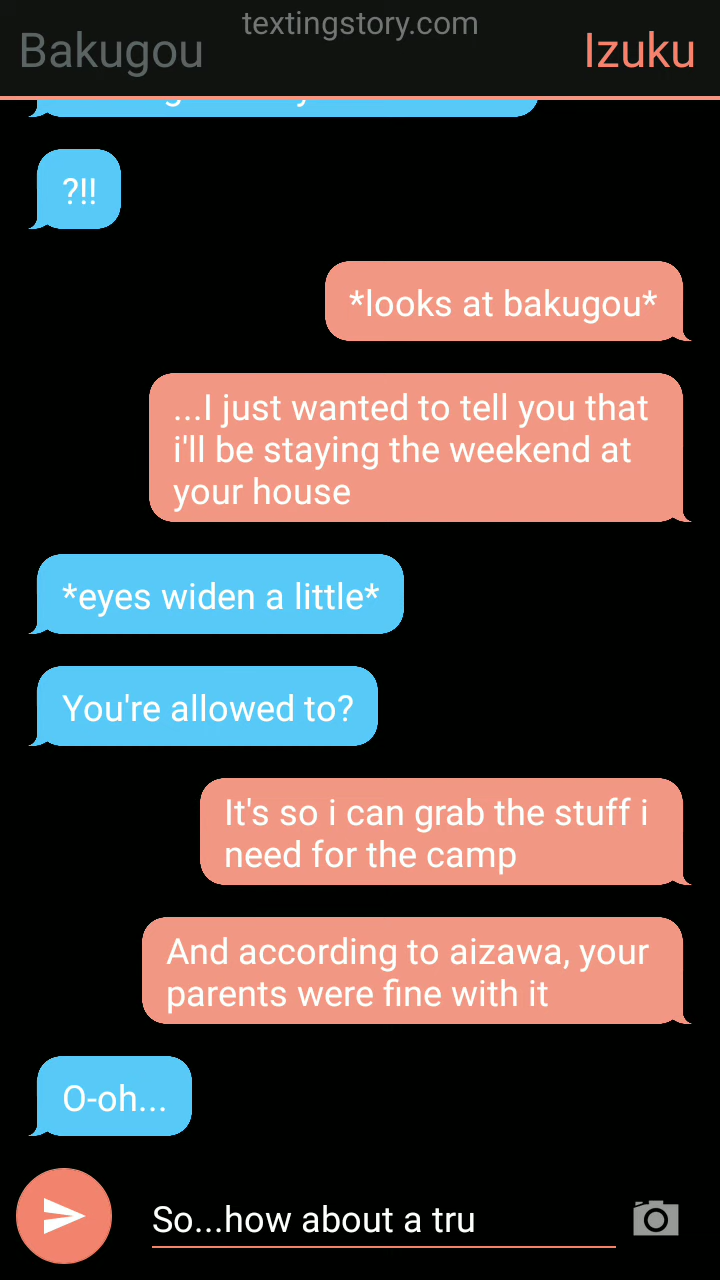 textingstory.com
Bakugou
Izuku
?!!
*looks at bakugou*
...I just wanted to tell you that
i'll be staying the weekend at
your house
*eyes widen a little*
You're allowed to?
It's so i can grab the stuff i
need for the camp
And according to aizawa, your
parents were fine with it
O-oh...
So...how about a tru